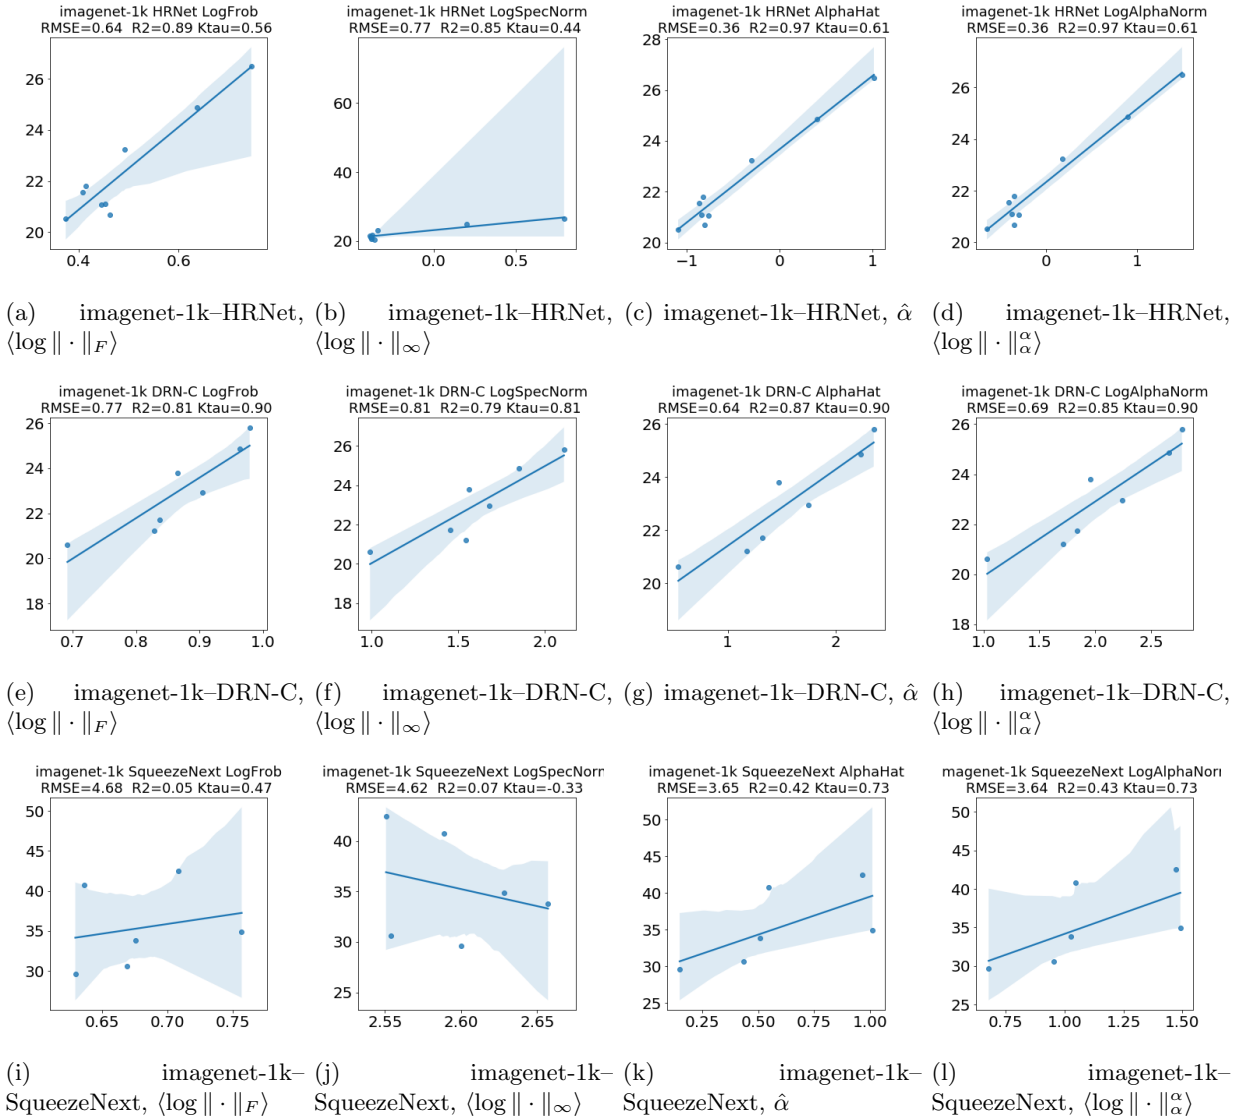 imagenet-1k HRNet LogFrob
RMSE=0.64 R2=0.89 Ktau=0.56
26
24
22
20
0.4 0.6
imagenet-1k HRNet LogSpecNorm
RMSE=0.77 R2=0.85 Ktau=0.44
60
40
20
0.0 0.5
imagenet-1k HRNet AlphaHat
RMSE=0.36 R2=0.97 Ktau=0.61
28
26
24
22
20
−1 0 1
imagenet-1k HRNet LogAlphaNorm
RMSE=0.36 R2=0.97 Ktau=0.61
28
26
24
22
20
0 1
(a) imagenet-1k–HRNet,
⟨log ∥ · ∥F⟩
(b) imagenet-1k–HRNet,
⟨log ∥ · ∥∞⟩
(c) imagenet-1k–HRNet, α̂
(d) imagenet-1k–HRNet,
⟨log ∥ · ∥αα⟩
imagenet-1k DRN-C LogFrob
RMSE=0.77 R2=0.81 Ktau=0.90
26
24
22
20
18
0.7 0.8 0.9 1.0
imagenet-1k DRN-C LogSpecNorm
RMSE=0.81 R2=0.79 Ktau=0.81
26
24
22
20
18
1.0 1.5 2.0
imagenet-1k DRN-C AlphaHat
RMSE=0.64 R2=0.87 Ktau=0.90
26
24
22
20
1 2
imagenet-1k DRN-C LogAlphaNorm
RMSE=0.69 R2=0.85 Ktau=0.90
26
24
22
20
18
1.0 1.5 2.0 2.5
(e) imagenet-1k–DRN-C,
⟨log ∥ · ∥F⟩
(f) imagenet-1k–DRN-C,
⟨log ∥ · ∥∞⟩
(g) imagenet-1k–DRN-C, α̂
(h) imagenet-1k–DRN-C,
⟨log ∥ · ∥αα⟩
imagenet-1k SqueezeNext LogFrob
RMSE=4.68 R2=0.05 Ktau=0.47
50
45
40
35
30
0.65 0.70 0.75
imagenet-1k SqueezeNext LogSpecNorm
RMSE=4.62 R2=0.07 Ktau=-0.33
40
35
30
25
2.55 2.60 2.65
imagenet-1k SqueezeNext AlphaHat
RMSE=3.65 R2=0.42 Ktau=0.73
50
45
40
35
30
25
0.25 0.50 0.75 1.00
magenet-1k SqueezeNext LogAlphaNorm
RMSE=3.64 R2=0.43 Ktau=0.73
50
45
40
35
30
25
0.75 1.00 1.25 1.50
(i) imagenet-1k–
SqueezeNext, ⟨log ∥ · ∥F⟩
(j) imagenet-1k–
SqueezeNext, ⟨log ∥ · ∥∞⟩
(k) imagenet-1k–
SqueezeNext, α̂
(l) imagenet-1k–
SqueezeNext, ⟨log ∥ · ∥αα⟩